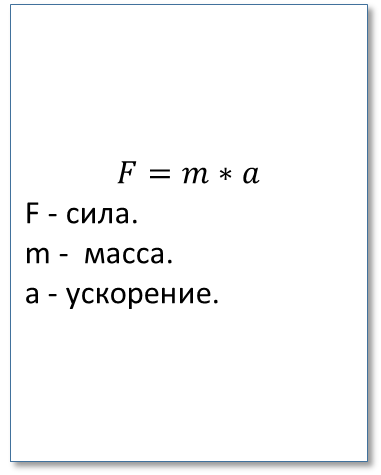 F = m * a
F - сила.
m -  масса.
a - ускорение.